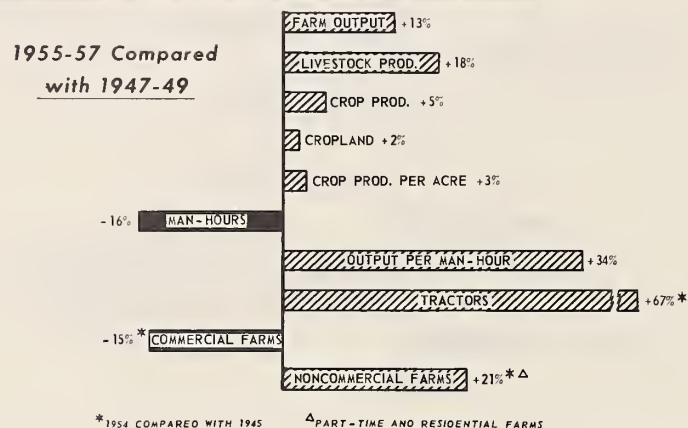 1955-57 Compared
with 1947-49
FARM OUTPUT +13%
LIVESTOCK PROD. +18%
CROP PROD. +5%
CROPLAND +2%
CROP PROD. PER ACRE +3%
-16% MAN-HOURS
OUTPUT PER MAN-HOUR +34%
TRACTORS +67%*
-15%* COMMERCIAL FARMS
NONCOMMERCIAL FARMS +21%*Δ
*1954 COMPARED WITH 1945 ΔPART-TIME AND RESIDENTIAL FARMS